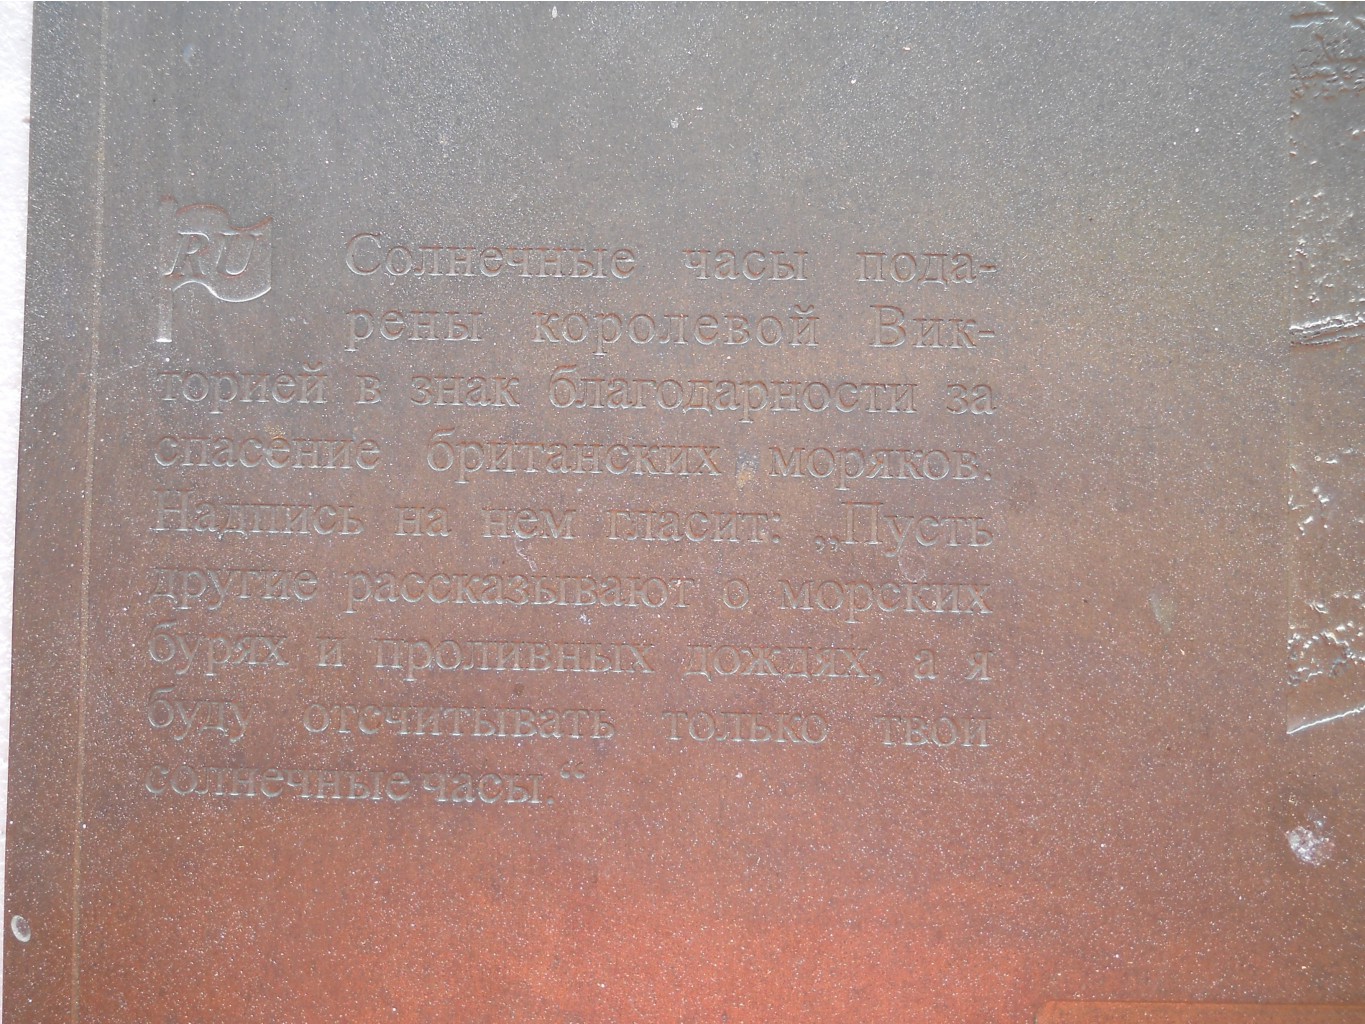 RU
Солнечные часы пода-
рены королевой Вик-
торией в знак благодарности за
спасение британских моряков.
Надпись на нем гласит: „Пусть
другие рассказывают о морских
бурях и проливных дождях, а я
буду отсчитывать только твои
солнечные часы.“